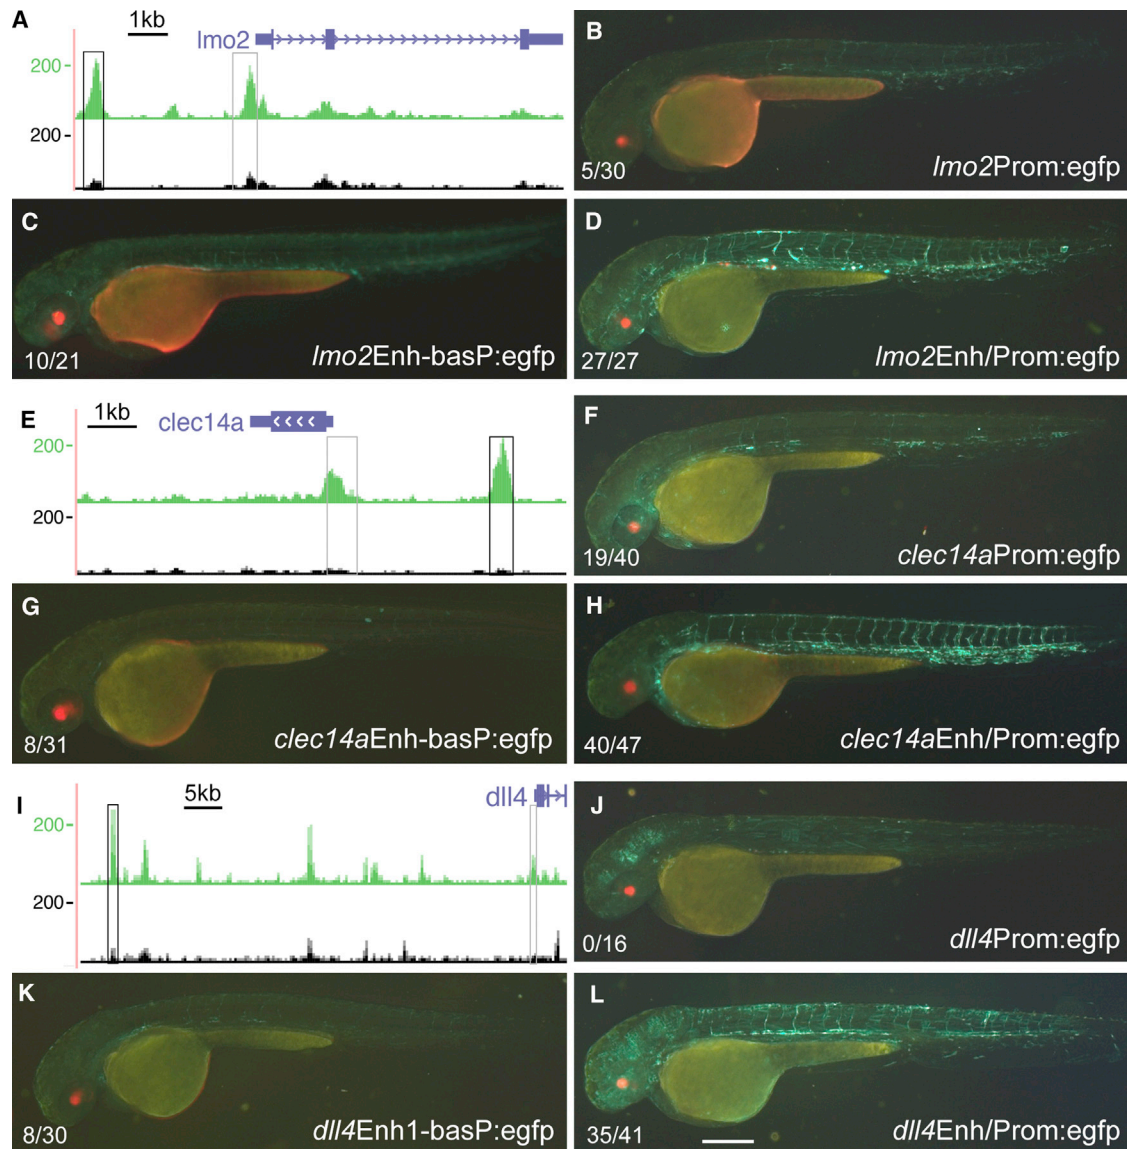 A
1kb
lmo2
200
200
B
5/30
lmo2Prom:egfp
C
10/21
lmo2Enh-basP:egfp
D
27/27
lmo2Enh/Prom:egfp
E
1kb
clec14a
200
200
F
19/40
clec14aProm:egfp
G
8/31
clec14aEnh-basP:egfp
H
40/47
clec14aEnh/Prom:egfp
I
5kb
dll4
200
200
J
0/16
dll4Prom:egfp
K
8/30
dll4Enh1-basP:egfp
L
35/41
dll4Enh/Prom:egfp